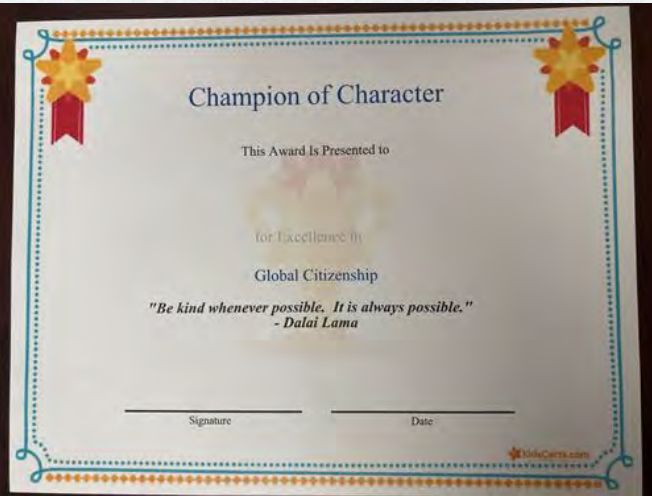 Champion of Character
This Award Is Presented to
for Excellence in
Global Citizenship
"Be kind whenever possible. It is always possible."
- Dalai Lama
Signature
Date
KidsCerts.com